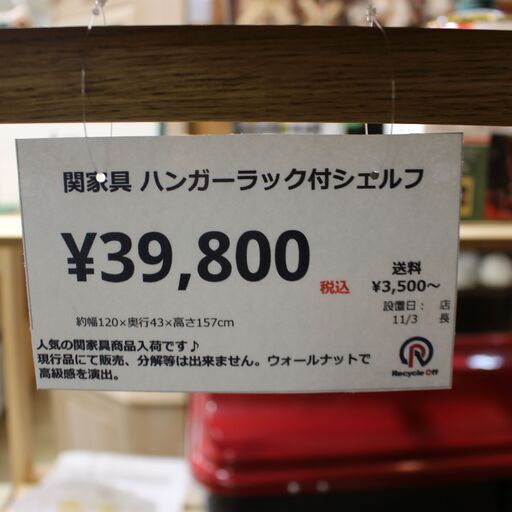 関家具 ハンガーラック付シェルフ
¥39,800
税込
送料
¥3,500～
設置日： 店
11/3 長
約幅120×奥行43×高さ157cm
人気の関家具商品入荷です♪
現行品にて販売、分解等は出来ません。ウォールナットで
高級感を演出。
Recycle Off